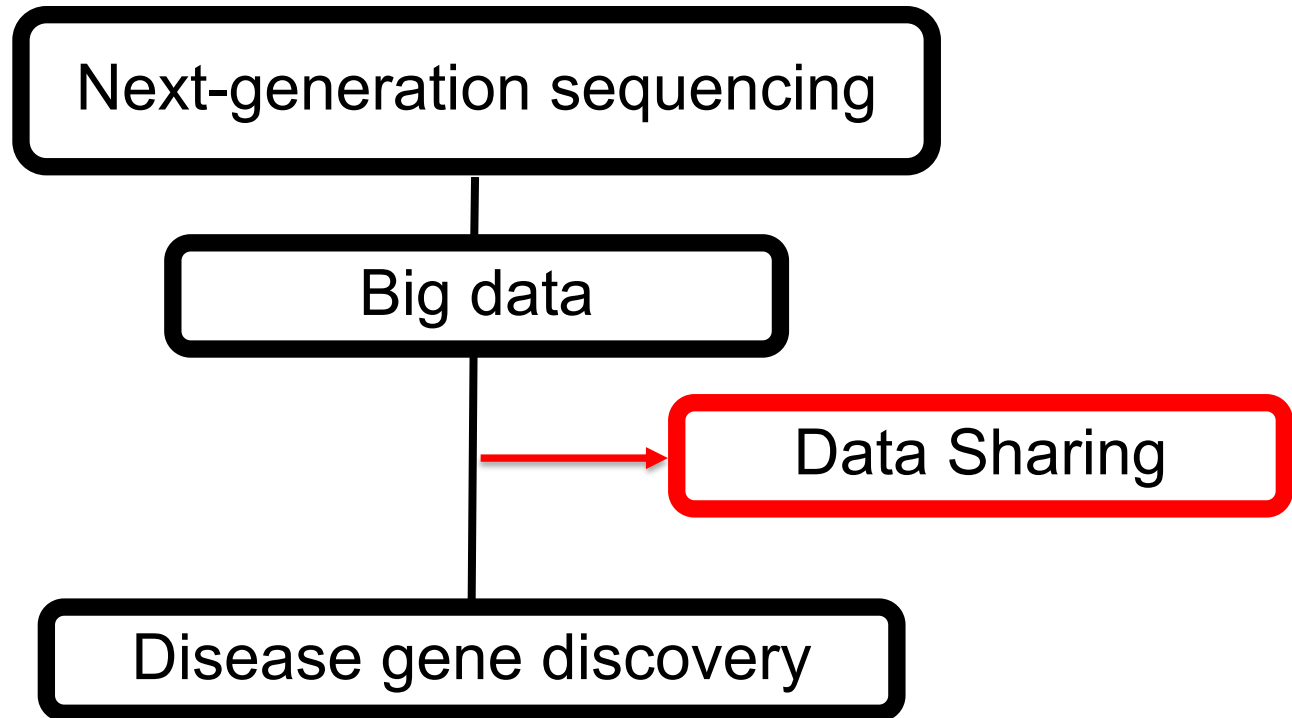 Next-generation sequencing
Big data
Data Sharing
Disease gene discovery